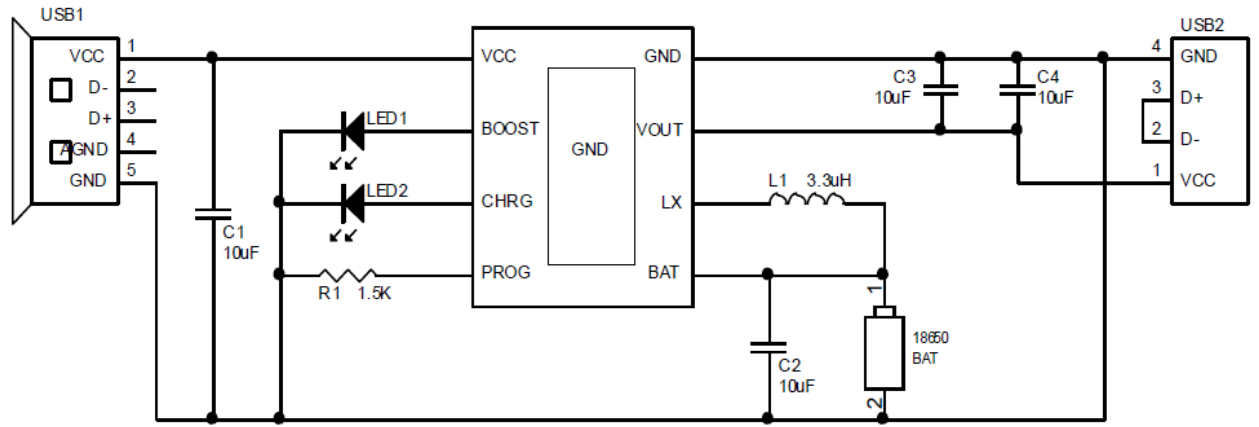 USB1
USB2
VCC 1
D- 2
D+ 3
AGND 4
GND 5
C1
10uF
LED1
LED2
R1 1.5K
VCC
BOOST
CHRG
PROG
GND
GND
VOUT
LX
BAT
C3
10uF
C4
10uF
L1 3.3uH
C2
10uF
1
18650
BAT
2
4 GND
3 D+
2 D-
1 VCC